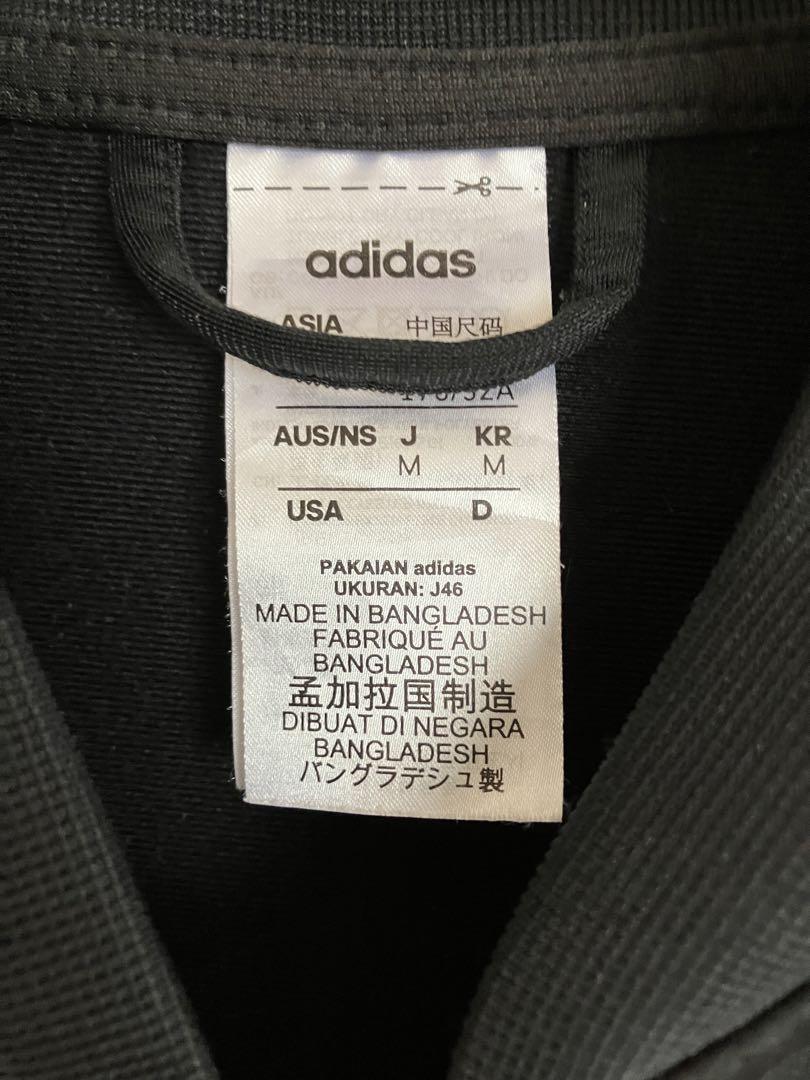 adidas
ASIA 中国尺码
AUS/NS J KR
M M
USA D
PAKAIAN adidas
UKURAN: J46
MADE IN BANGLADESH
FABRIQUÉ AU
BANGLADESH
孟加拉国制造
DIBUAT DI NEGARA
BANGLADESH
バングラデシュ製